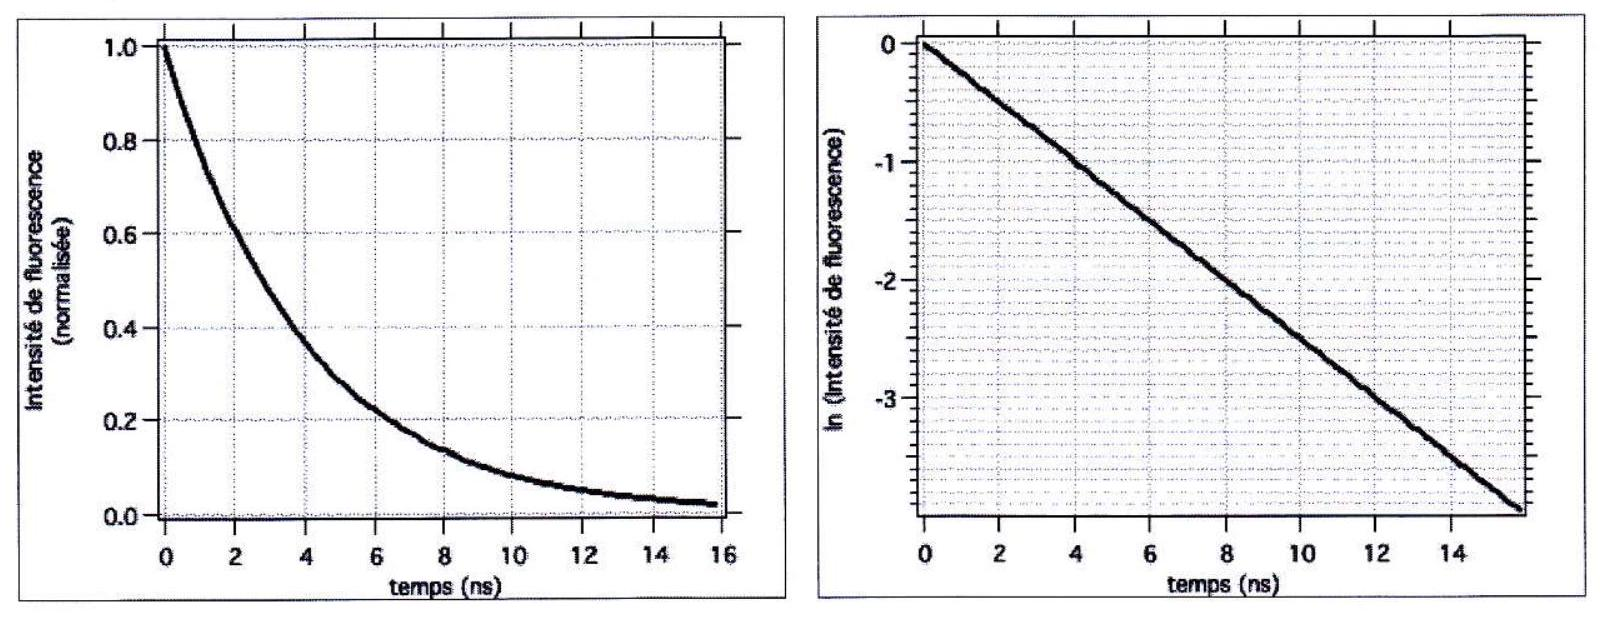 Intensité de fluorescence
(normalisée)
1.0
0.8
0.6
0.4
0.2
0.0
0 2 4 6 8 10 12 14 16
temps (ns)
ln (Intensité de fluorescence)
0
-1
-2
-3
0 2 4 6 8 10 12 14
temps (ns)